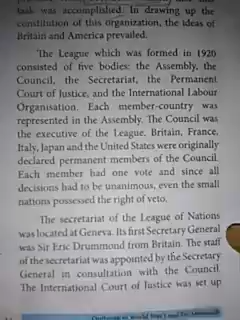 task was accomplished. In drawing up the
constitution of this organization, the ideas of
Britain and America prevailed.
The League which was formed in 1920
consisted of five bodies: the Assembly, the
Council, the Secretariat, the Permanent
Court of Justice, and the International Labour
Organisation. Each member-country was
represented in the Assembly. The Council was
the executive of the League. Britain, France,
Italy, Japan and the United States were originally
declared permanent members of the Council.
Each member had one vote and since all
decisions had to be unanimous, even the small
nations possessed the right of veto.
The secretariat of the League of Nations
was located at Geneva. Its first Secretary General
was Sir Eric Drummond from Britain. The staff
of the secretariat was appointed by the Secretary
General in consultation with the Council.
The International Court of Justice was set up